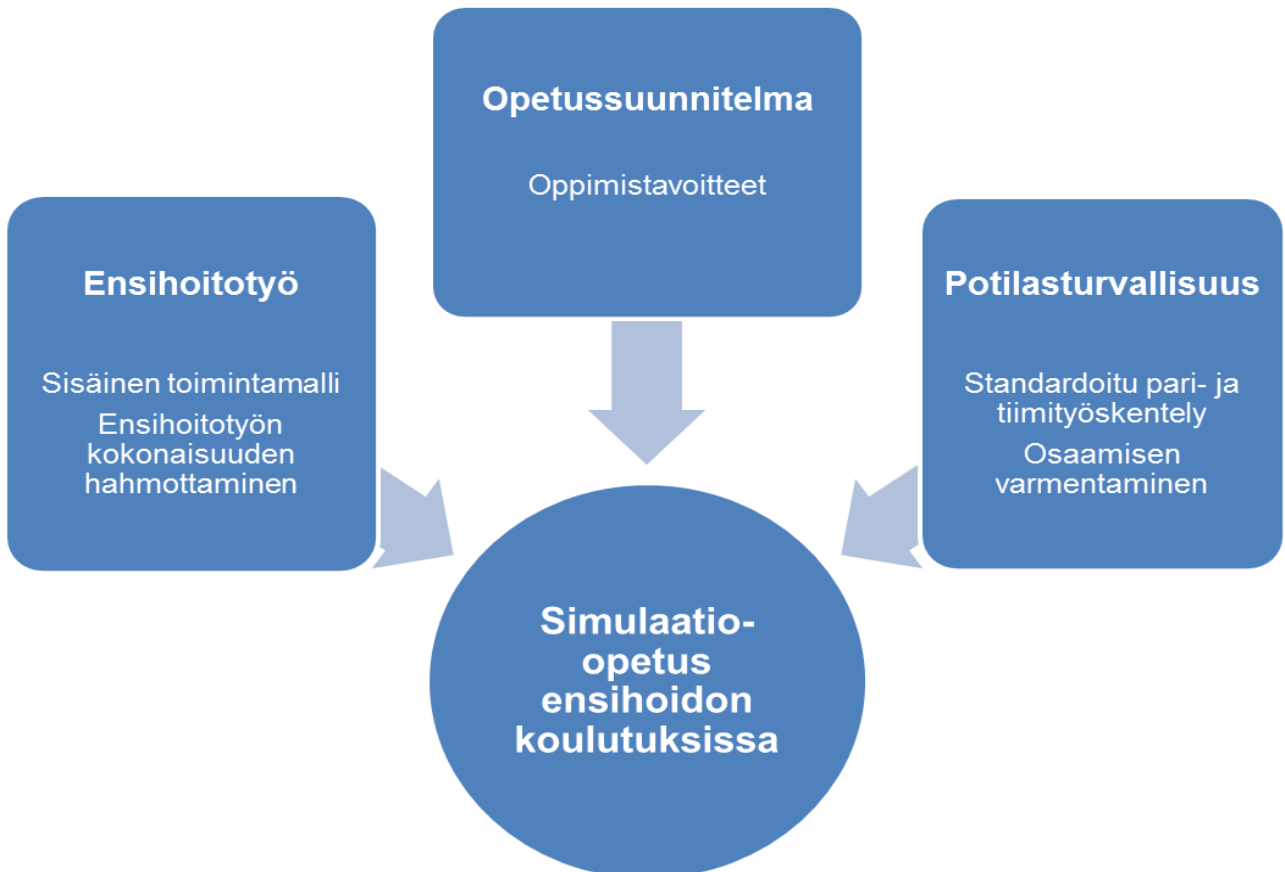 Opetussuunnitelma
Oppimistavoitteet
Ensihoitotyö
Sisäinen toimintamalli
Ensihoitotyön
kokonaisuuden
hahmottaminen
Potilasturvallisuus
Standardoitu pari- ja
tiimityöskentely
Osaamisen
varmentaminen
Simulaatio-
opetus
ensihoidon
koulutuksissa